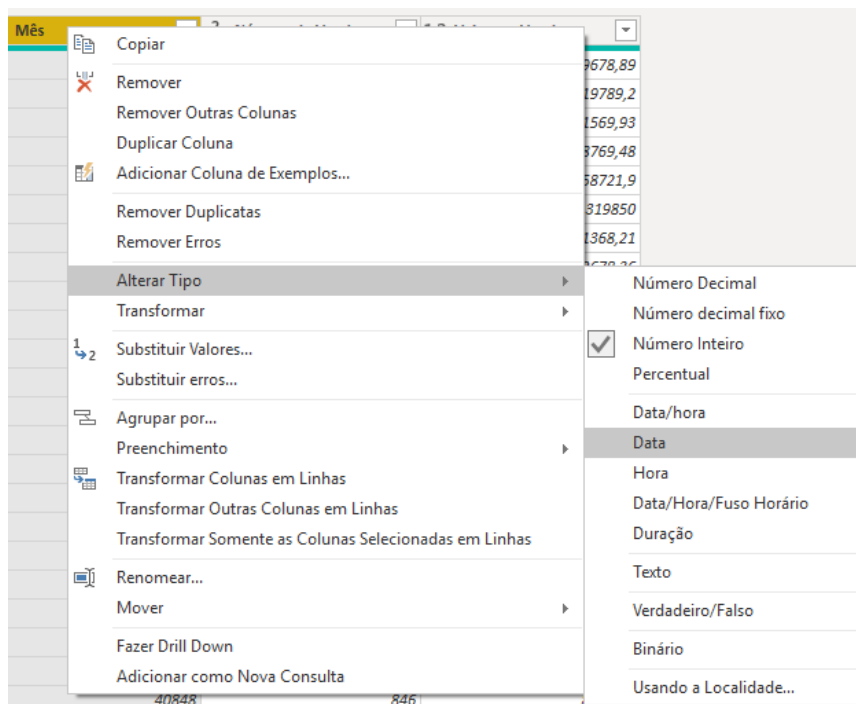 Mês
Copiar
9678,89
Remover
19789,2
Remover Outras Colunas
1569,93
Duplicar Coluna
3769,48
Adicionar Coluna de Exemplos...
58721,9
Remover Duplicatas
319850
Remover Erros
1368,21
Alterar Tipo
Número Decimal
Transformar
Número decimal fixo
1
2
Substituir Valores...
Número Inteiro
Substituir erros...
Percentual
Agrupar por...
Data/hora
Preenchimento
Data
Transformar Colunas em Linhas
Hora
Transformar Outras Colunas em Linhas
Data/Hora/Fuso Horário
Transformar Somente as Colunas Selecionadas em Linhas
Duração
Renomear...
Texto
Mover
Verdadeiro/Falso
Fazer Drill Down
Binário
Adicionar como Nova Consulta
Usando a Localidade...
40848 846